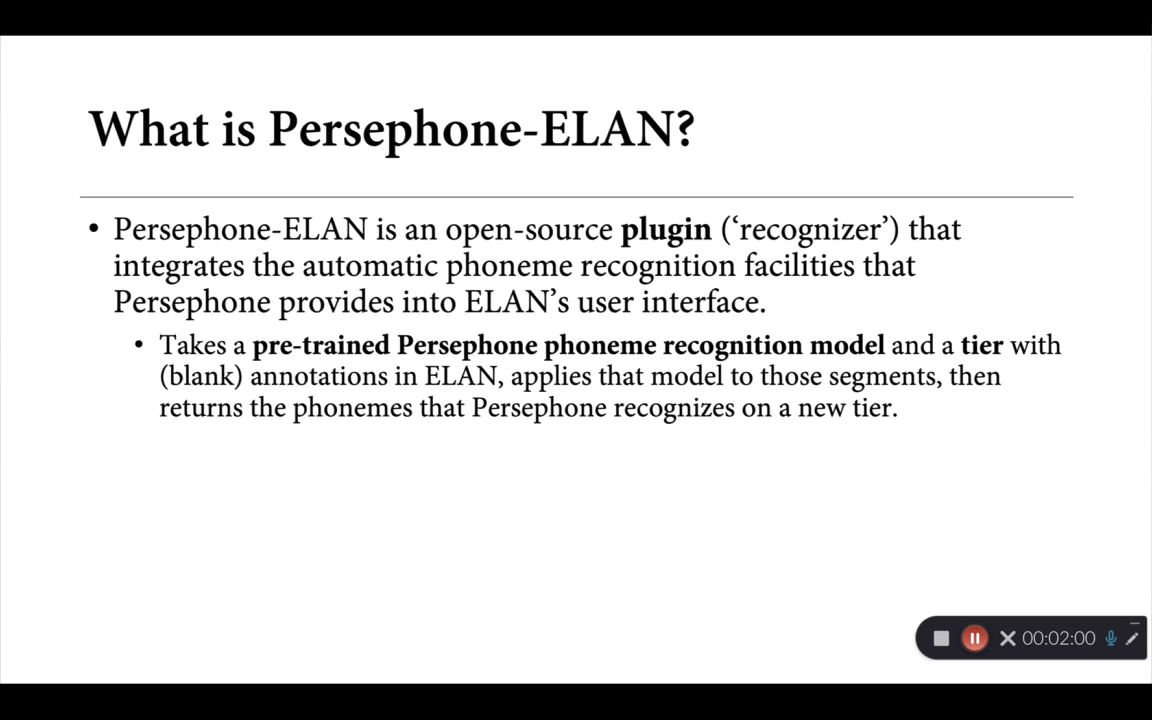 What is Persephone-ELAN?
• Persephone-ELAN is an open-source plugin (‘recognizer’) that
integrates the automatic phoneme recognition facilities that
Persephone provides into ELAN’s user interface.
• Takes a pre-trained Persephone phoneme recognition model and a tier with
(blank) annotations in ELAN, applies that model to those segments, then
returns the phonemes that Persephone recognizes on a new tier.
00:02:00